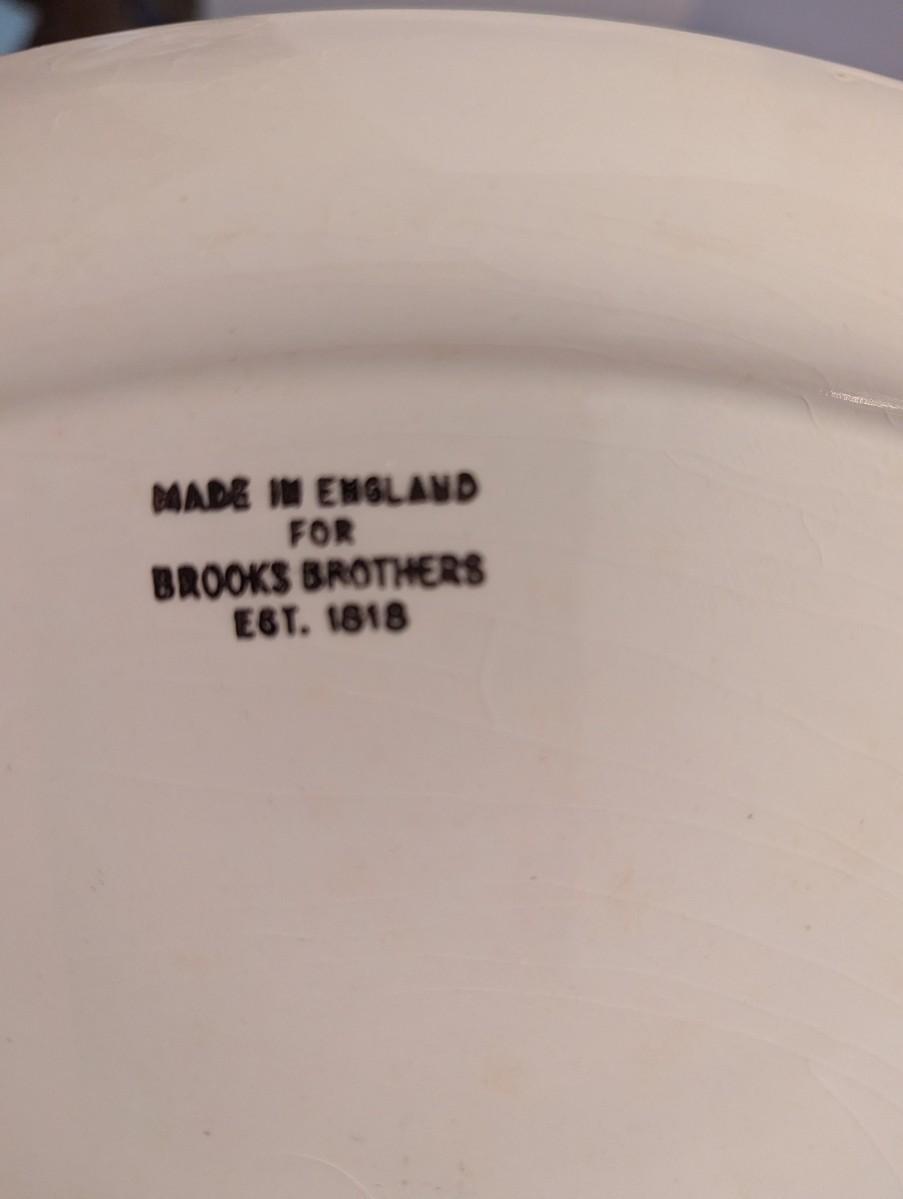 MADE IN ENGLAND
FOR
BROOKS BROTHERS
EST. 1818